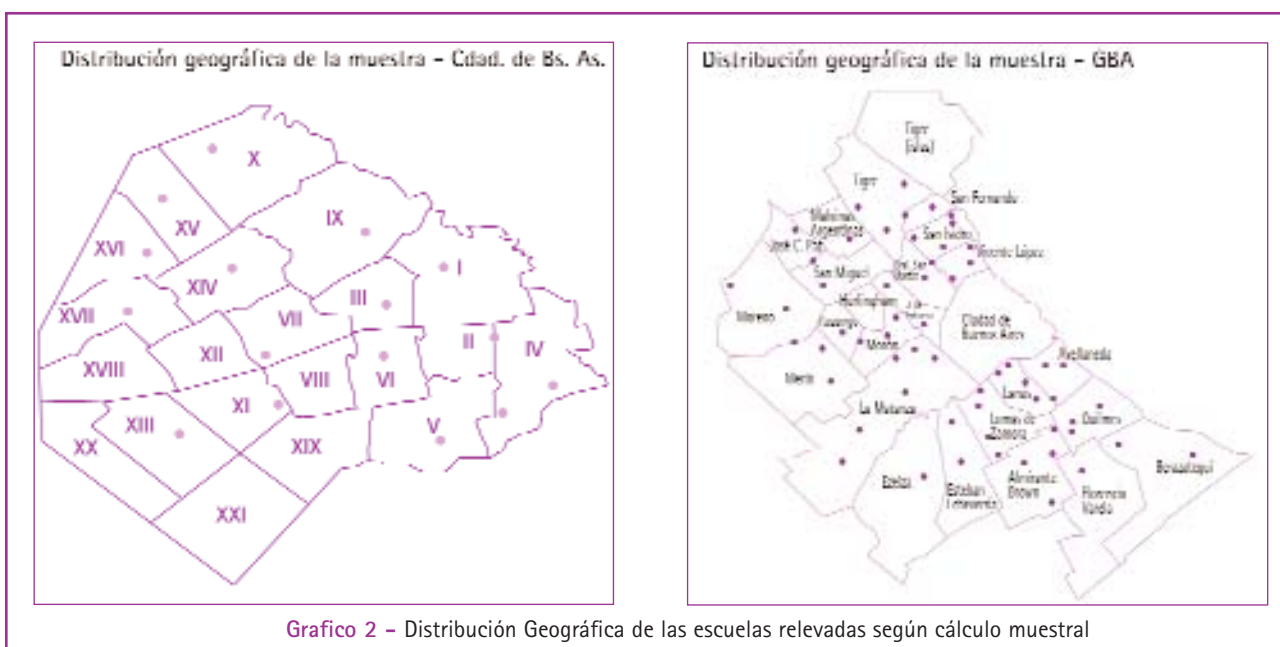 Distribución geográfica de la muestra – Cdad. de Bs. As.
X
IX
XV
XVI
I
XIV
III
XVII
VII
II
IV
XII
XVIII
VIII
VI
XI
XIII
V
XX
XIX
XXI
Distribución geográfica de la muestra – GBA
Tigre
Tigre
San Fernando
Malvinas
Argentinas
San Isidro
José C. Paz
Vicente López
San Miguel
Hurlingham
Moreno
Ciudad de
Buenos Aires
Morón
Avellaneda
Merlo
Lanús
La Matanza
Lomas de
Zamora
Quilmes
Berazategui
Ezeiza
Esteban
Echeverría
Almirante
Brown
Florencio
Varela
Grafico 2 – Distribución Geográfica de las escuelas relevadas según cálculo muestral